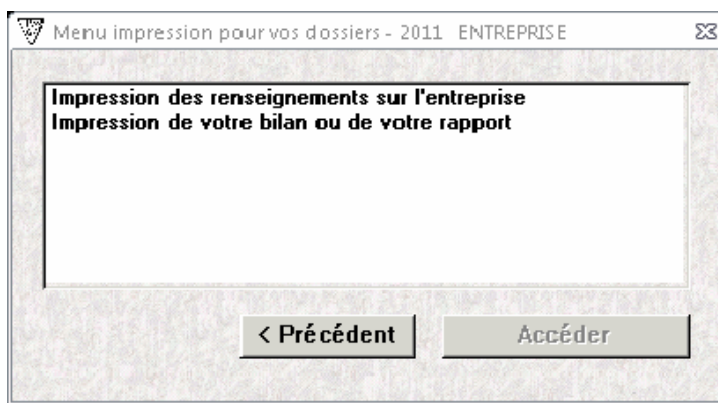 Menu impression pour vos dossiers - 2011 ENTREPRISE
Impression des renseignements sur l'entreprise
Impression de votre bilan ou de votre rapport
< Précédent
Accéder